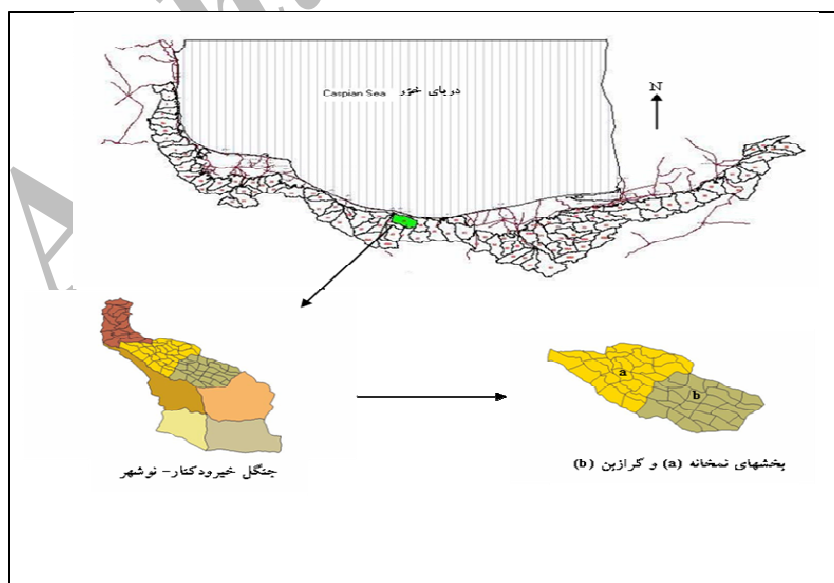 Caspian Sea دریای خزر
N
a
b
جنگل خیرودکنار- نوشهر
بخشهای نمخانه (a) و گرازبن (b)